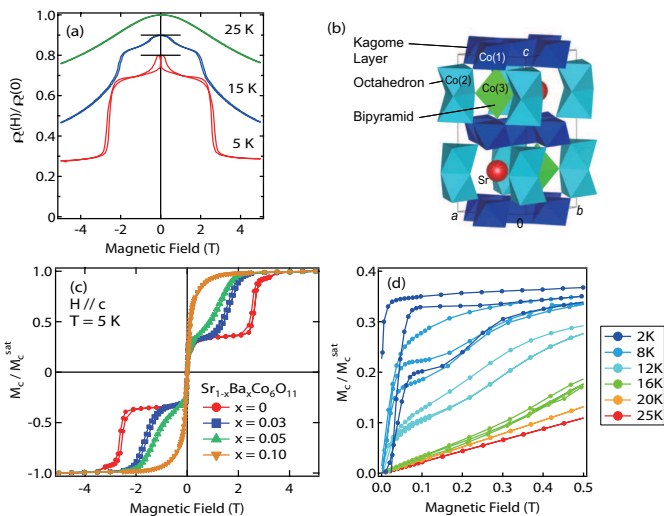 (a)
25 K
15 K
5 K
ρ(H)/ρ(0)
1.0
0.8
0.6
0.4
0.2
0
-4
-2
0
2
4
Magnetic Field (T)
(b)
Kagome
Layer
Octahedron
Bipyramid
Co(1)
c
Co(2)
Co(3)
Sr
a
0
b
(c)
H // c
T = 5 K
Sr1-xBaxCo6O11
x = 0
x = 0.03
x = 0.05
x = 0.10
Mc / Mc^sat
1.0
0.5
0
-0.5
-1.0
-4
-2
0
2
4
Magnetic Field (T)
(d)
Mc / Mc^sat
0.4
0.3
0.2
0.1
0.0
0.0
0.1
0.2
0.3
0.4
0.5
Magnetic Field (T)
2K
8K
12K
16K
20K
25K